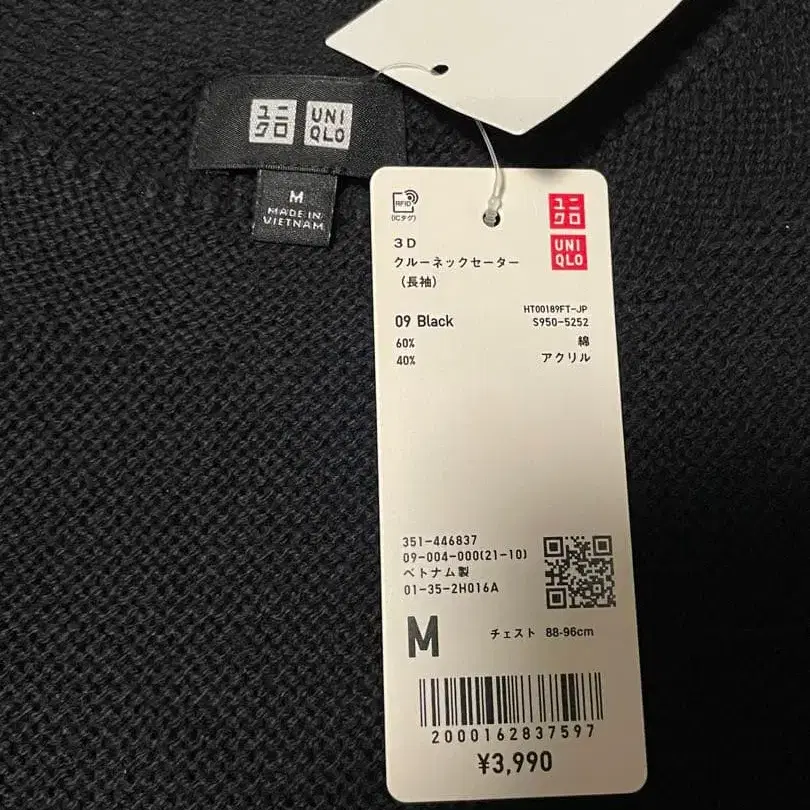 ユニ
クロ
UNI
QLO
M
MADE IN
VIETNAM
RFID
(ICタグ)
ユニ
クロ
UNI
QLO
3D
クルーネックセーター
(長袖)
HT00189FT-JP
09 Black S950-5252
60% 綿
40% アクリル
351-446837
09-004-000(21-10)
ベトナム製
01-35-2H016A
M チェスト 88-96cm
2000162837597
¥3,990